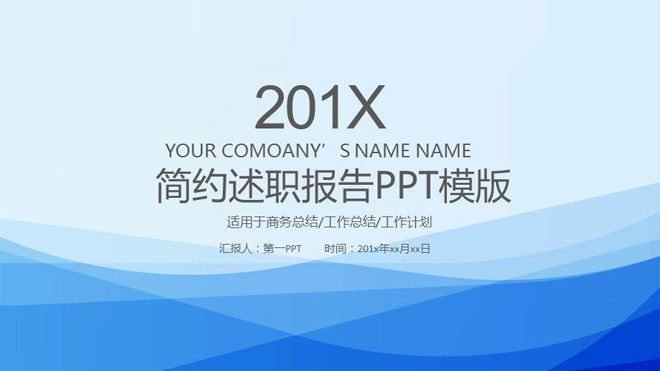 201X
YOUR COMOANY’S NAME NAME
简约述职报告PPT模版
适用于商务总结/工作总结/工作计划
汇报人：第一PPT 时间：201x年xx月xx日